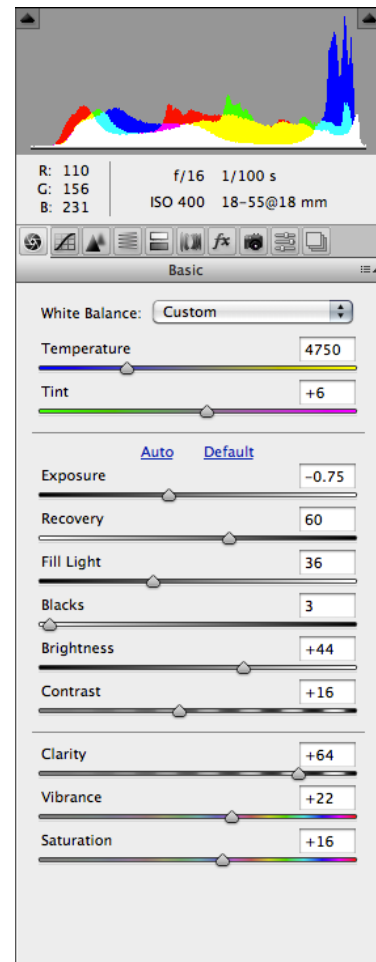 R: 110
G: 156
B: 231
f/16 1/100 s
ISO 400 18-55@18 mm
fx
Basic
White Balance: Custom
Temperature 4750
Tint +6
Auto Default
Exposure -0.75
Recovery 60
Fill Light 36
Blacks 3
Brightness +44
Contrast +16
Clarity +64
Vibrance +22
Saturation +16